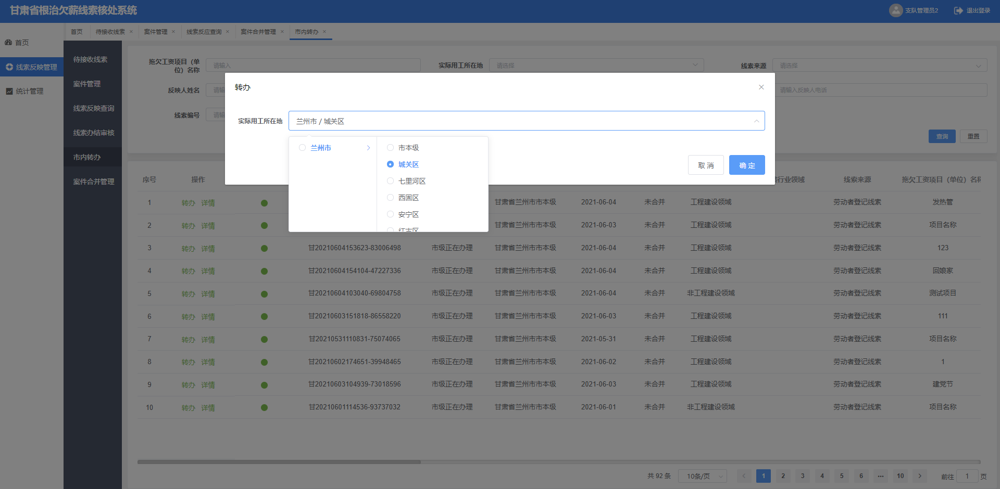 甘肃省根治欠薪线索核处系统
支队管理员2
退出登录
首页
待接收线索 ×
案件管理 ×
线索反应查询 ×
案件合并管理 ×
市内转办 ×
首页
线索反映管理
统计管理
待接收线索
案件管理
线索反映查询
线索办结审核
市内转办
案件合并管理
拖欠工资项目（单
位）名称
请输入
实际用工所在地
请选择
线索来源
请选择
反映人姓名
请输
请输入反映人电话
线索编号
请输
查询
重置
转办
实际用工所在地
兰州市 / 城关区
兰州市
市本级
城关区
七里河区
西固区
安宁区
红古区
取 消
确 定
序号 操作 行业领域 线索来源 拖欠工资项目（单位）名称
1 转办 详情 甘肃省兰州市市本级 2021-06-04 未合并 工程建设领域 劳动者登记线索 发热管
2 转办 详情 甘肃省兰州市市本级 2021-06-03 未合并 工程建设领域 劳动者登记线索 项目名称
3 转办 详情 甘20210604153623-83006498 市级正在办理 甘肃省兰州市市本级 2021-06-04 未合并 工程建设领域 劳动者登记线索 123
4 转办 详情 甘20210604154104-47227336 市级正在办理 甘肃省兰州市市本级 2021-06-04 未合并 工程建设领域 劳动者登记线索 回娘家
5 转办 详情 甘20210604103040-69804758 市级正在办理 甘肃省兰州市市本级 2021-06-04 未合并 非工程建设领域 劳动者登记线索 测试项目
6 转办 详情 甘20210603151818-86558220 市级正在办理 甘肃省兰州市市本级 2021-06-03 未合并 工程建设领域 劳动者登记线索 111
7 转办 详情 甘20210531110831-75074065 市级正在办理 甘肃省兰州市市本级 2021-05-31 未合并 工程建设领域 劳动者登记线索 项目名称
8 转办 详情 甘20210602174651-39948465 市级正在办理 甘肃省兰州市市本级 2021-06-02 未合并 工程建设领域 劳动者登记线索 1
9 转办 详情 甘20210603104939-73018596 市级正在办理 甘肃省兰州市市本级 2021-06-03 未合并 工程建设领域 劳动者登记线索 建党节
10 转办 详情 甘20210601114536-93737032 市级正在办理 甘肃省兰州市市本级 2021-06-01 未合并 非工程建设领域 劳动者登记线索 项目名称
共 92 条 10条/页 1 2 3 4 5 6 ••• 10 前往 1 页